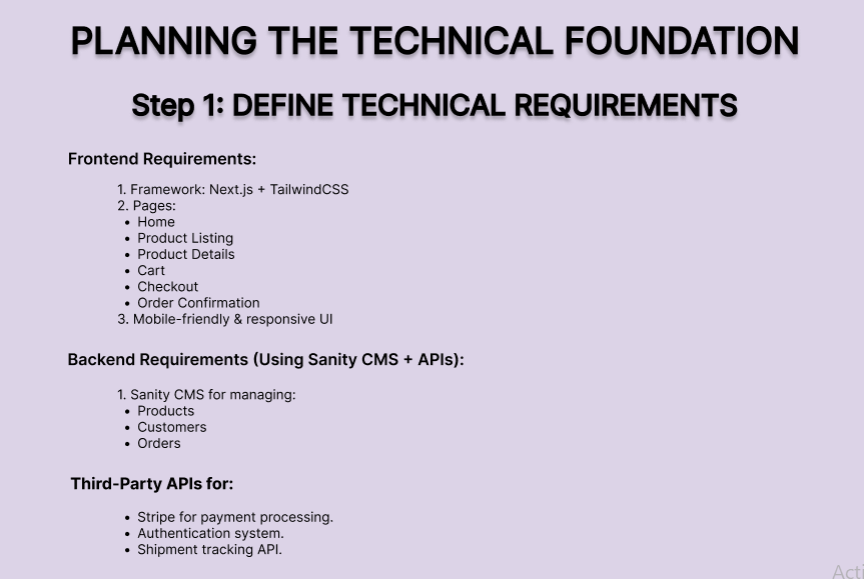 PLANNING THE TECHNICAL FOUNDATION
Step 1: DEFINE TECHNICAL REQUIREMENTS
Frontend Requirements:
1. Framework: Next.js + TailwindCSS
2. Pages:
• Home
• Product Listing
• Product Details
• Cart
• Checkout
• Order Confirmation
3. Mobile-friendly & responsive UI
Backend Requirements (Using Sanity CMS + APIs):
1. Sanity CMS for managing:
• Products
• Customers
• Orders
Third-Party APIs for:
• Stripe for payment processing.
• Authentication system.
• Shipment tracking API.